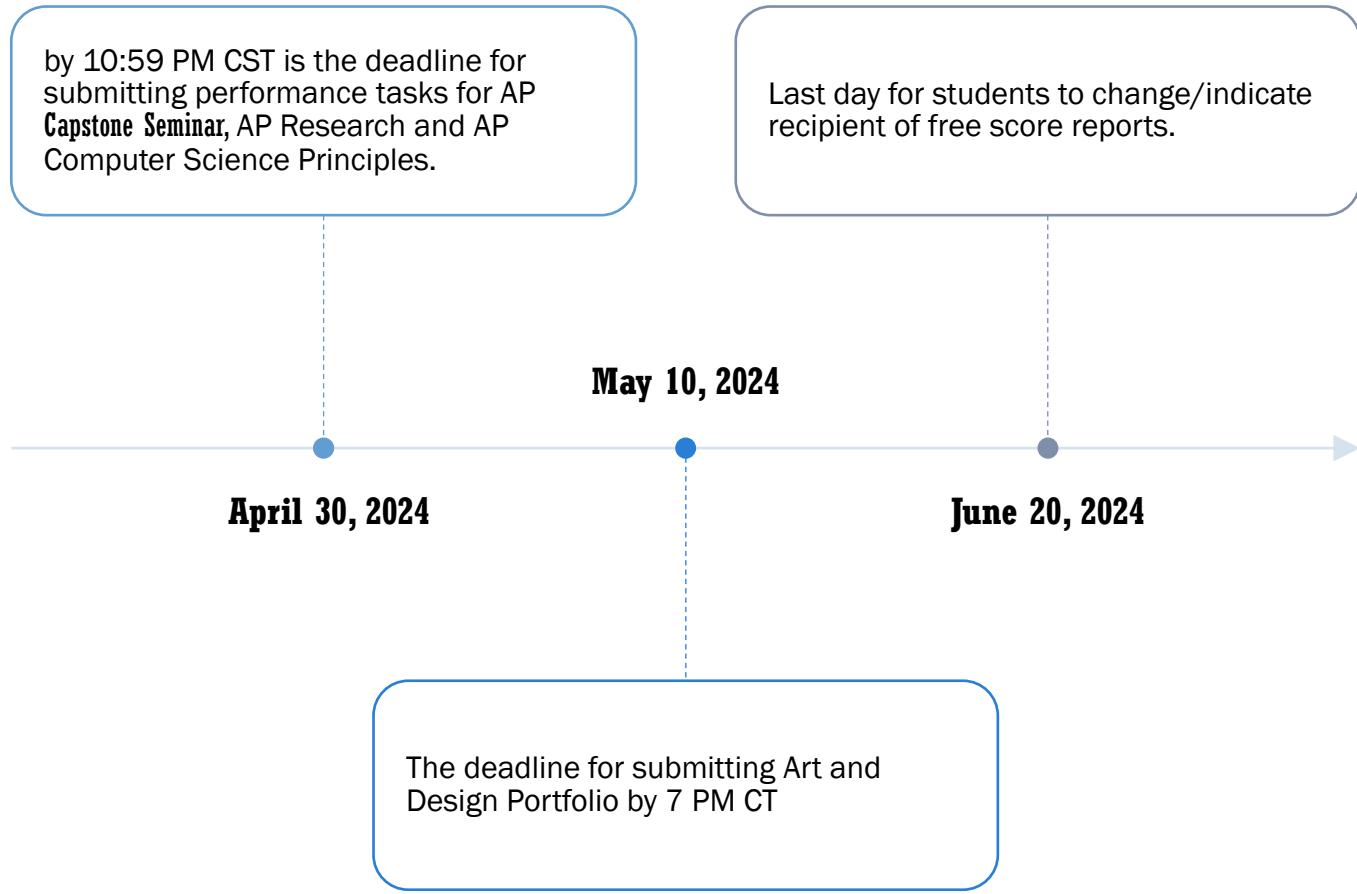 by 10:59 PM CST is the deadline for
submitting performance tasks for AP
Capstone Seminar, AP Research and AP
Computer Science Principles.
Last day for students to change/indicate
recipient of free score reports.
May 10, 2024
April 30, 2024
June 20, 2024
The deadline for submitting Art and
Design Portfolio by 7 PM CT